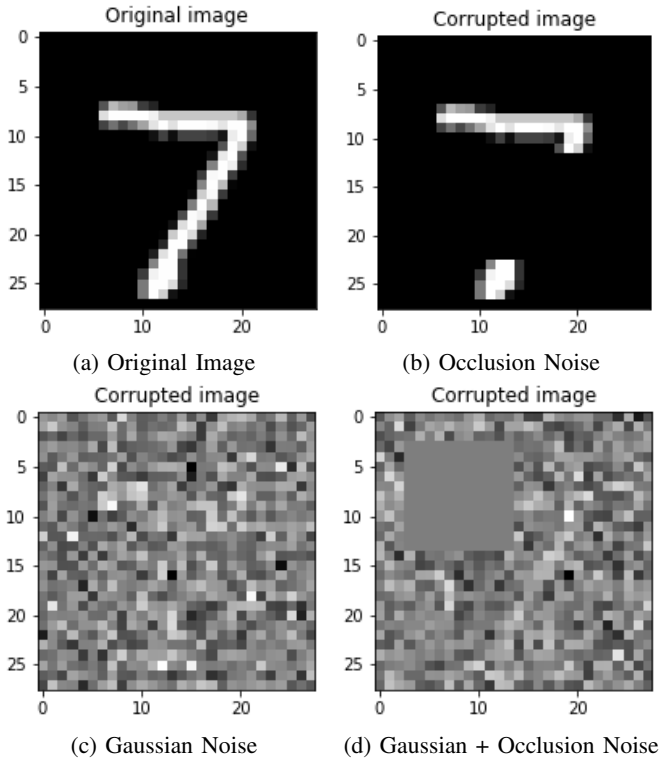 Original image
0
5
10
15
20
25
0 10 20
(a) Original Image
Corrupted image
0
5
10
15
20
25
0 10 20
(b) Occlusion Noise
Corrupted image
0
5
10
15
20
25
0 10 20
(c) Gaussian Noise
Corrupted image
0
5
10
15
20
25
0 10 20
(d) Gaussian + Occlusion Noise